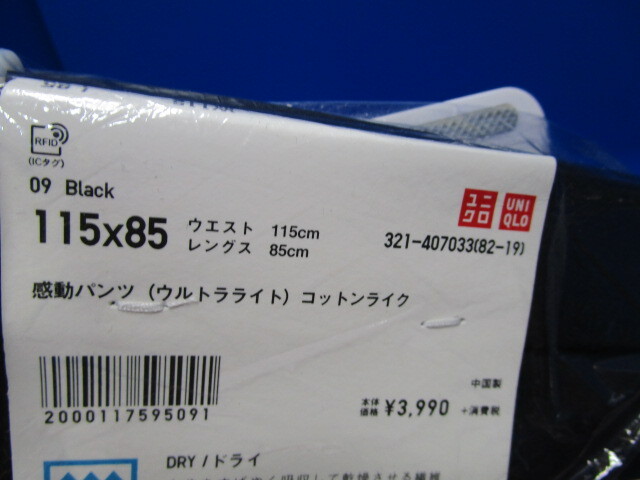 RFID
(ICタグ)
09 Black
115x85
ウエスト 115cm
レングス 85cm
ユニクロ
UNIQLO
321-407033(82-19)
感動パンツ（ウルトラライト）コットンライク
2000117595091
中国製
本体価格 ¥3,990 +消費税
DRY / ドライ